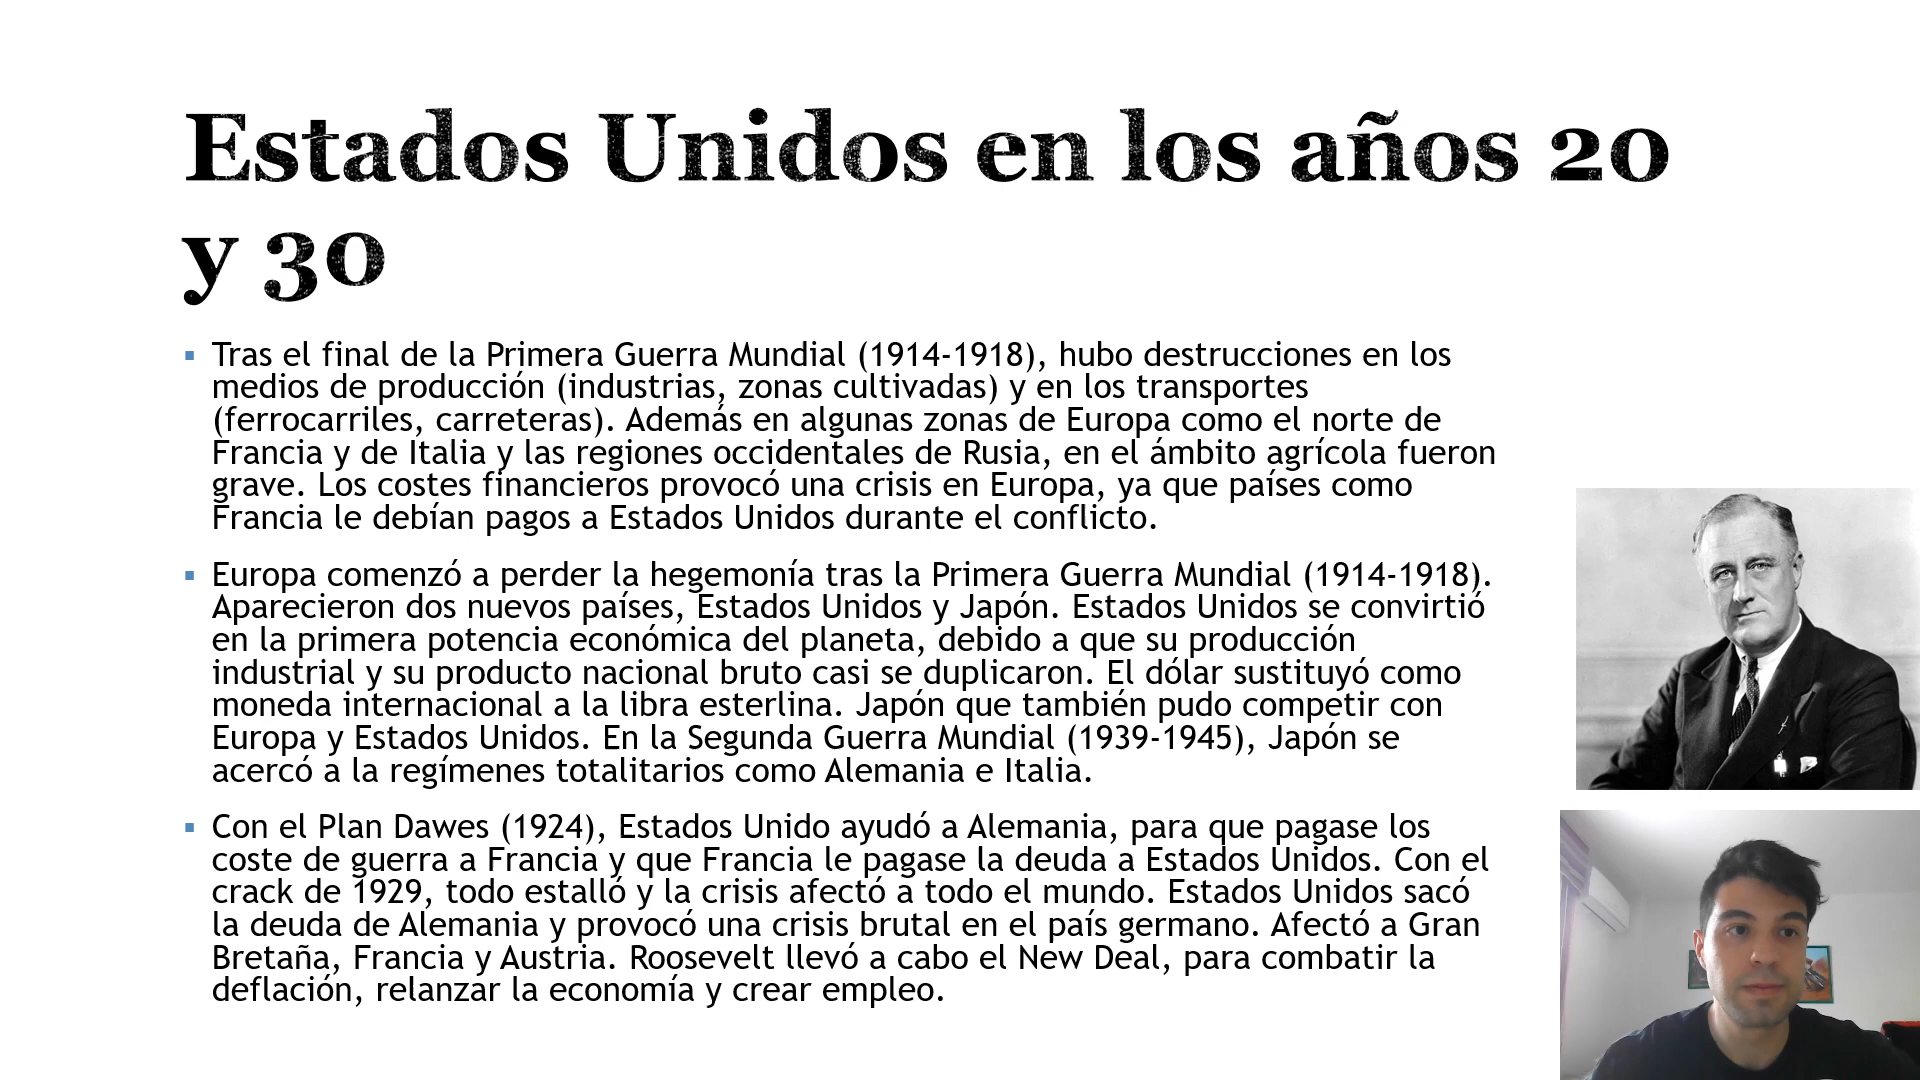 Estados Unidos en los años 20
y 30
▪ Tras el final de la Primera Guerra Mundial (1914-1918), hubo destrucciones en los
medios de producción (industrias, zonas cultivadas) y en los transportes
(ferrocarriles, carreteras). Además en algunas zonas de Europa como el norte de
Francia y de Italia y las regiones occidentales de Rusia, en el ámbito agrícola fueron
grave. Los costes financieros provocó una crisis en Europa, ya que países como
Francia le debían pagos a Estados Unidos durante el conflicto.
▪ Europa comenzó a perder la hegemonía tras la Primera Guerra Mundial (1914-1918).
Aparecieron dos nuevos países, Estados Unidos y Japón. Estados Unidos se convirtió
en la primera potencia económica del planeta, debido a que su producción
industrial y su producto nacional bruto casi se duplicaron. El dólar sustituyó como
moneda internacional a la libra esterlina. Japón que también pudo competir con
Europa y Estados Unidos. En la Segunda Guerra Mundial (1939-1945), Japón se
acercó a la regímenes totalitarios como Alemania e Italia.
▪ Con el Plan Dawes (1924), Estados Unido ayudó a Alemania, para que pagase los
coste de guerra a Francia y que Francia le pagase la deuda a Estados Unidos. Con el
crack de 1929, todo estalló y la crisis afectó a todo el mundo. Estados Unidos sacó
la deuda de Alemania y provocó una crisis brutal en el país germano. Afectó a Gran
Bretaña, Francia y Austria. Roosevelt llevó a cabo el New Deal, para combatir la
deflación, relanzar la economía y crear empleo.